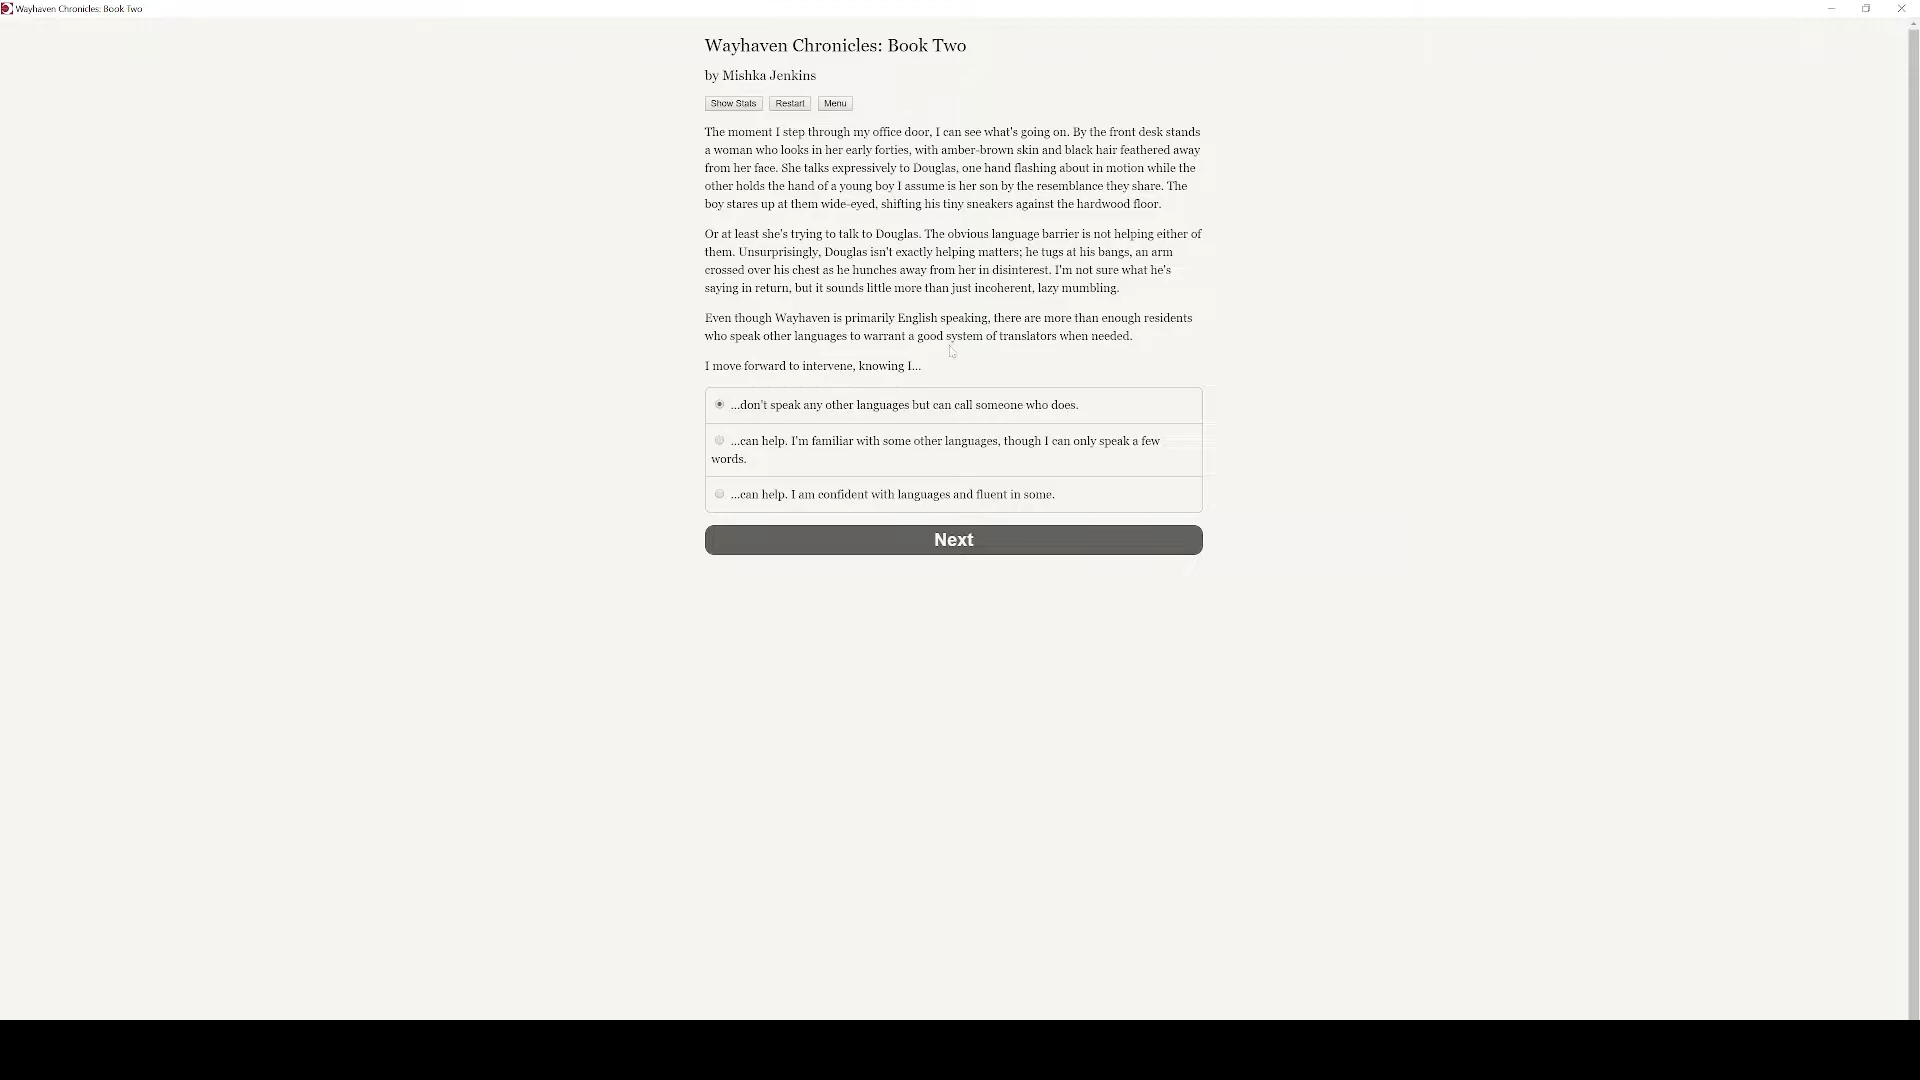 Wayhaven Chronicles: Book Two
Wayhaven Chronicles: Book Two
by Mishka Jenkins
Show Stats Restart Menu
The moment I step through my office door, I can see what's going on. By the front desk stands
a woman who looks in her early forties, with amber-brown skin and black hair feathered away
from her face. She talks expressively to Douglas, one hand flashing about in motion while the
other holds the hand of a young boy I assume is her son by the resemblance they share. The
boy stares up at them wide-eyed, shifting his tiny sneakers against the hardwood floor.
Or at least she's trying to talk to Douglas. The obvious language barrier is not helping either of
them. Unsurprisingly, Douglas isn't exactly helping matters; he tugs at his bangs, an arm
crossed over his chest as he hunches away from her in disinterest. I'm not sure what he's
saying in return, but it sounds little more than just incoherent, lazy mumbling.
Even though Wayhaven is primarily English speaking, there are more than enough residents
who speak other languages to warrant a good system of translators when needed.
I move forward to intervene, knowing I...
...don't speak any other languages but can call someone who does.
...can help. I'm familiar with some other languages, though I can only speak a few
words.
...can help. I am confident with languages and fluent in some.
Next